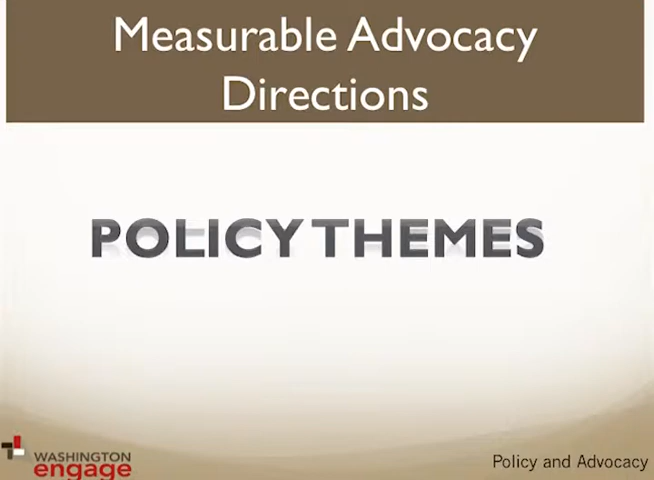 Measurable Advocacy
Directions
POLICY THEMES
WASHINGTON
engage
Policy and Advocacy